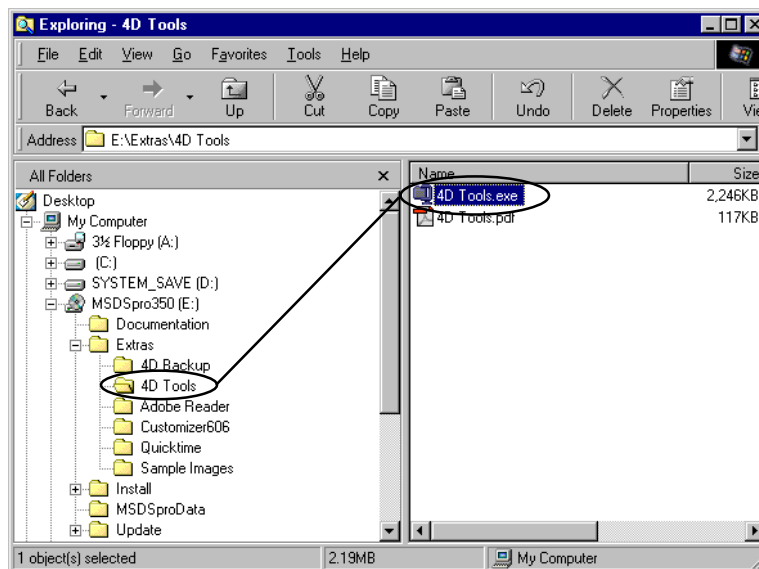 Exploring - 4D Tools
File Edit View Go Favorites Tools Help
Back Forward Up Cut Copy Paste Undo Delete Properties
Address E:\Extras\4D Tools
All Folders
Name Size
Desktop
My Computer
3½ Floppy (A:)
(C:)
SYSTEM_SAVE (D:)
MSDSpro350 (E:)
Documentation
Extras
4D Backup
4D Tools
Adobe Reader
Customizer606
Quicktime
Sample Images
Install
MSDSproData
Update
4D Tools.exe 2,246KB
4D Tools.pdf 117KB
1 object(s) selected 2.19MB My Computer